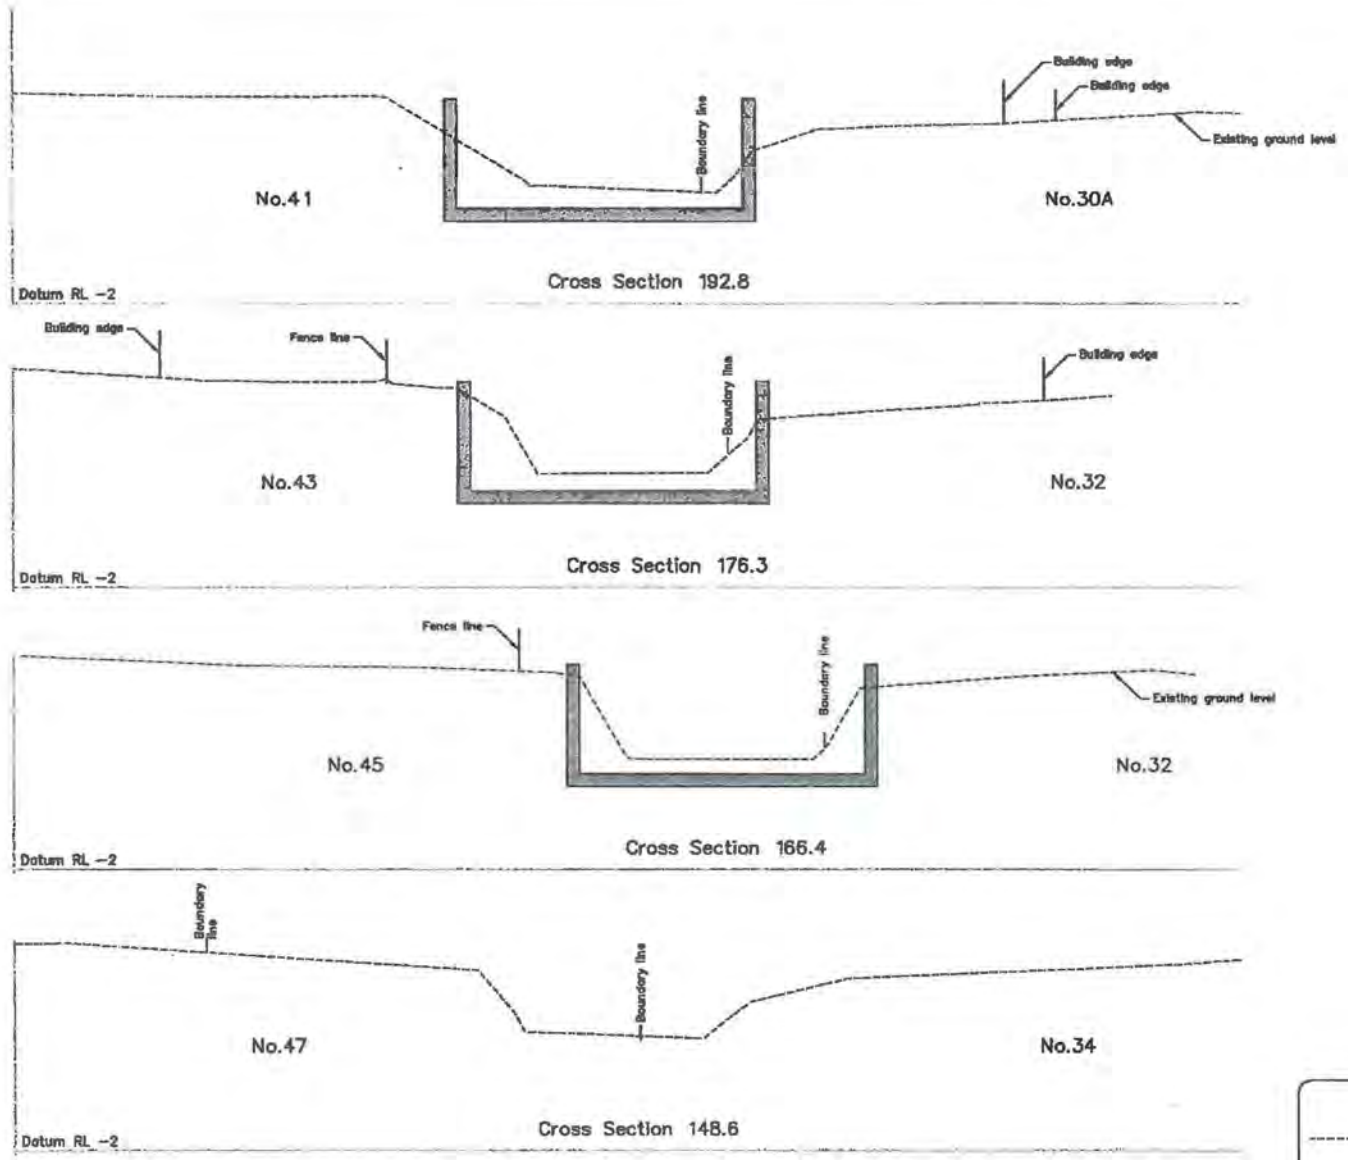 Building edge
Building edge
Boundary line
Existing ground level
No.41
No.30A
Cross Section 192.8
Datum RL -2
Building edge
Fence line
Boundary line
Building edge
No.43
No.32
Cross Section 176.3
Datum RL -2
Fence line
Boundary line
Existing ground level
No.45
No.32
Cross Section 166.4
Datum RL -2
Boundary
line
Boundary line
No.47
No.34
Cross Section 148.6
Datum RL -2